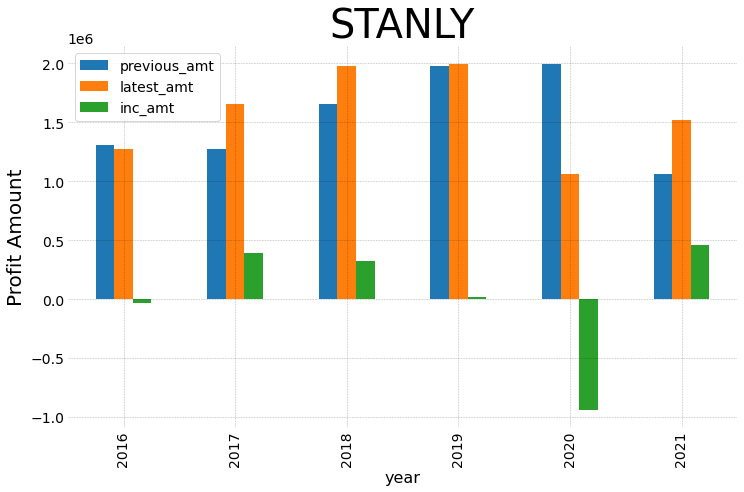 STANLY
1e6
previous_amt
latest_amt
inc_amt
Profit Amount
2.0
1.5
1.0
0.5
0.0
−0.5
−1.0
2016
2017
2018
2019
2020
2021
year